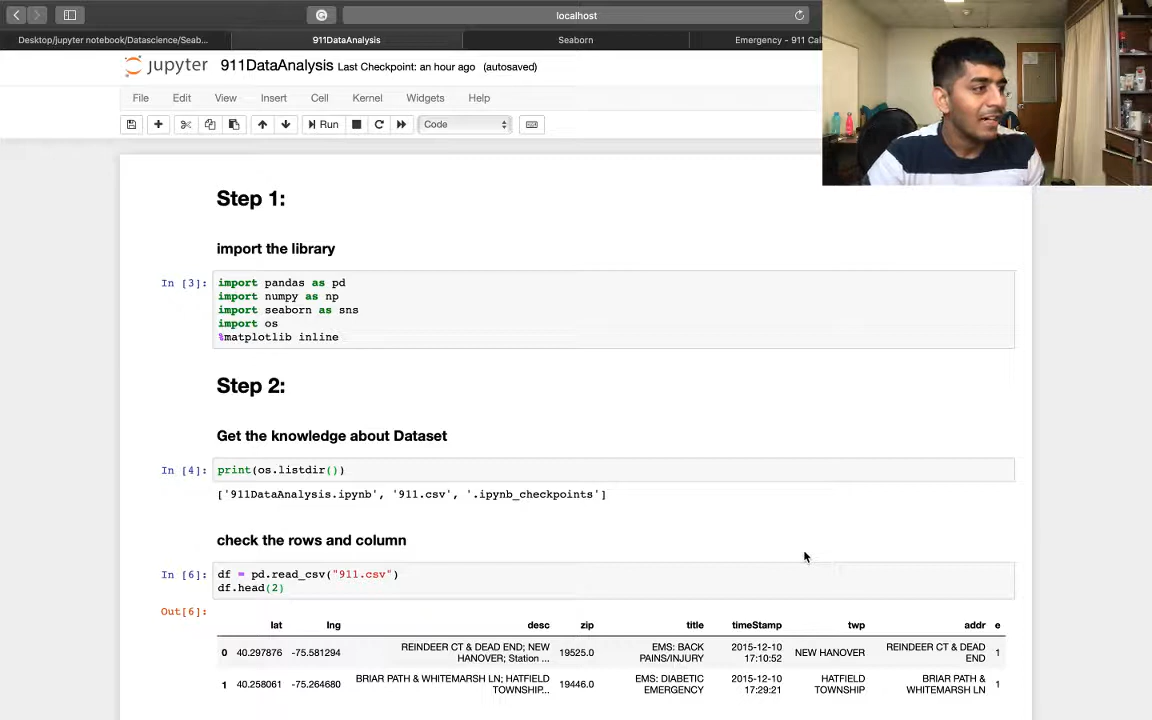 localhost
Desktop/jupyter notebook/Datascience/Seab...
911DataAnalysis
Seaborn
Emergency - 911 Cal
jupyter 911DataAnalysis Last Checkpoint: an hour ago (autosaved)
File Edit View Insert Cell Kernel Widgets Help
Run
Code
Step 1:
import the library
In [3]:
import pandas as pd
import numpy as np
import seaborn as sns
import os
%matplotlib inline
Step 2:
Get the knowledge about Dataset
In [4]: print(os.listdir())
['911DataAnalysis.ipynb', '911.csv', '.ipynb_checkpoints']
check the rows and column
In [6]: df = pd.read_csv("911.csv")
df.head(2)
Out[6]:
lat lng desc zip title timeStamp twp addr e
0 40.297876 -75.581294 REINDEER CT & DEAD END; NEW HANOVER; Station ... 19525.0 EMS: BACK PAINS/INJURY 2015-12-10 17:10:52 NEW HANOVER REINDEER CT & DEAD END 1
1 40.258061 -75.264680 BRIAR PATH & WHITEMARSH LN; HATFIELD TOWNSHIP... 19446.0 EMS: DIABETIC EMERGENCY 2015-12-10 17:29:21 HATFIELD TOWNSHIP BRIAR PATH & WHITEMARSH LN 1